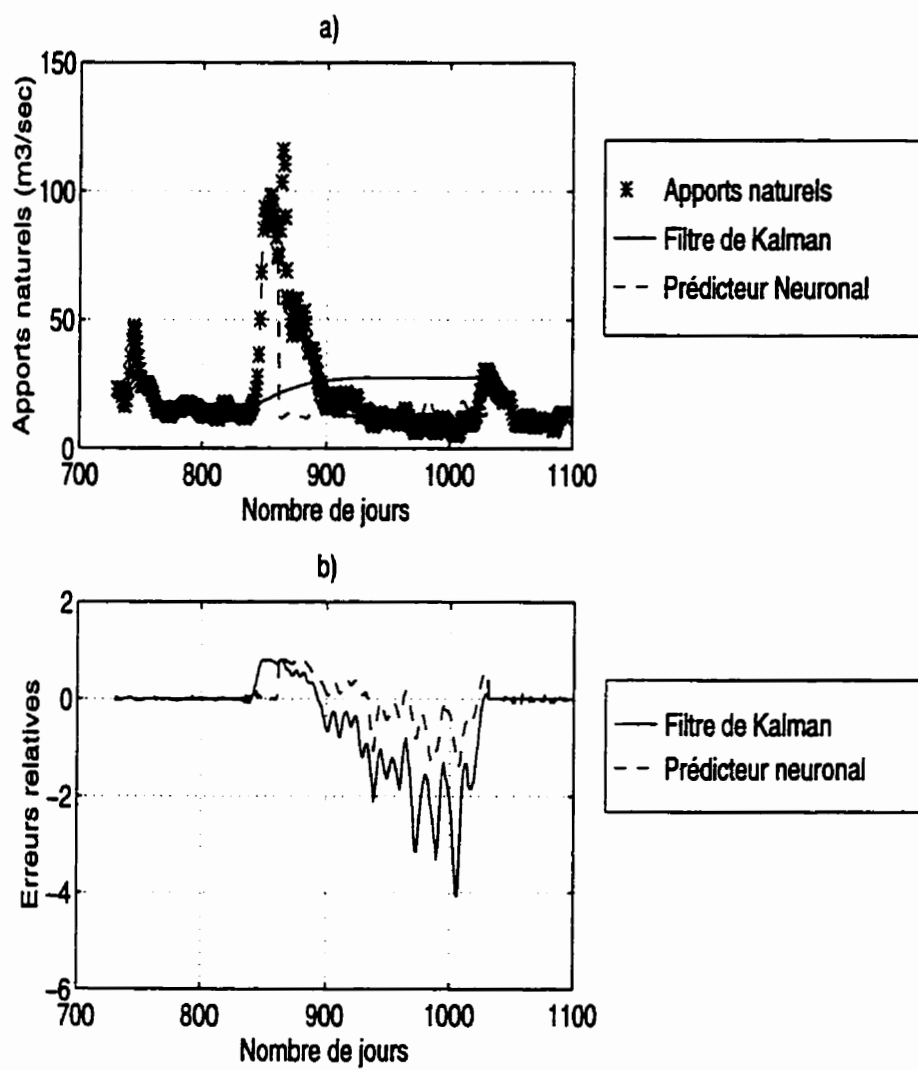 a)
150
100
50
0
700
800
900
1000
1100
Apports naturels (m3/sec)
Nombre de jours
Apports naturels
Filtre de Kalman
Prédicteur Neuronal
b)
2
0
−2
−4
−6
700
800
900
1000
1100
Erreurs relatives
Nombre de jours
Filtre de Kalman
Prédicteur neuronal